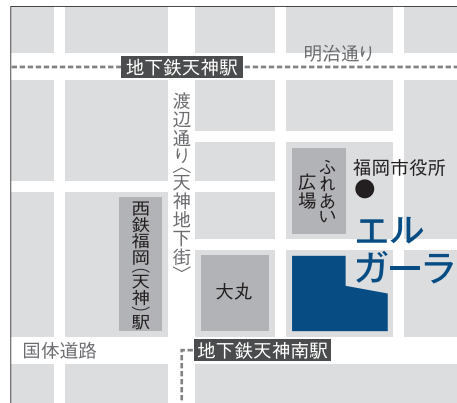 明治通り
地下鉄天神駅
渡辺通り〈天神地下街〉
福岡市役所
ふれあい
広場
エル
ガーラ
西鉄福岡(天神)駅
大丸
国体道路
地下鉄天神南駅